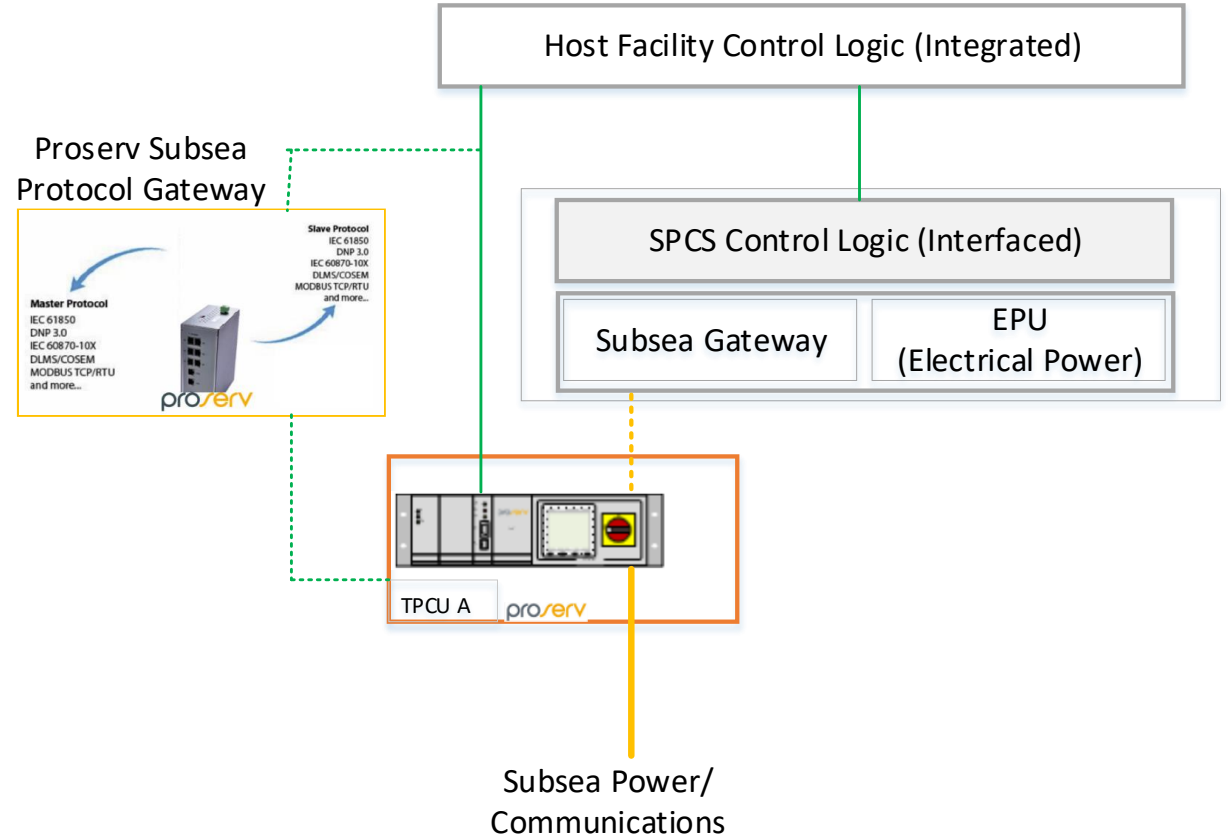 Host Facility Control Logic (Integrated)
Proserv Subsea
Protocol Gateway
Slave Protocol
IEC 61850
DNP 3.0
IEC 60870-10X
DLMS/COSEM
MODBUS TCP/RTU
and more...
Master Protocol
IEC 61850
DNP 3.0
IEC 60870-10X
DLMS/COSEM
MODBUS TCP/RTU
and more...
proserv
SPCS Control Logic (Interfaced)
Subsea Gateway
EPU
(Electrical Power)
proserv
TPCU A
proserv
Subsea Power/
Communications